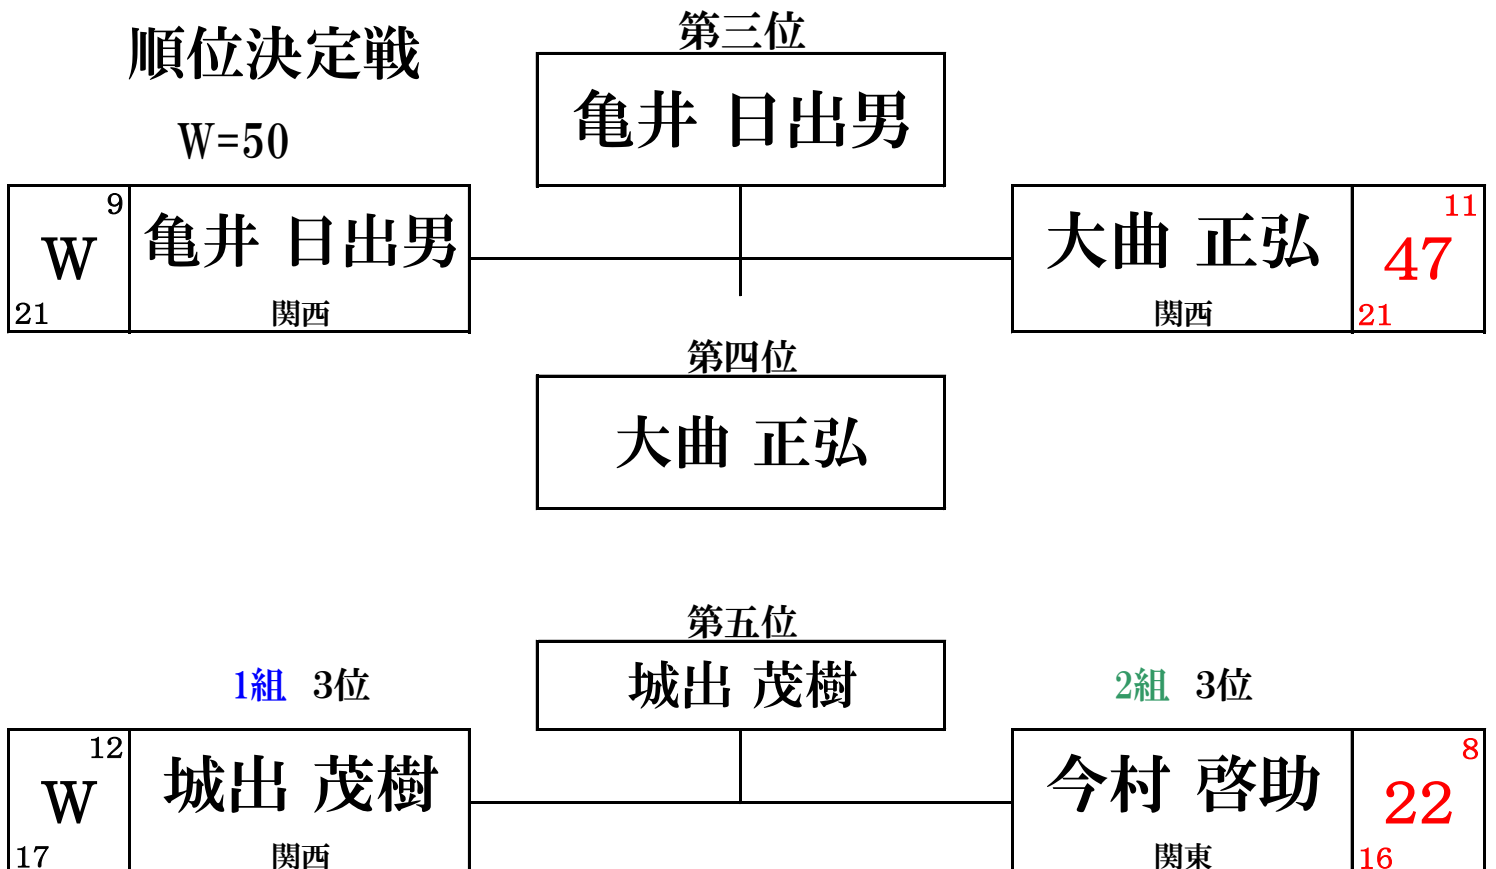 順位決定戦
第三位
亀井 日出男
W=50
9
W
21
亀井 日出男
関西
大曲 正弘
関西
11
47
21
第四位
大曲 正弘
第五位
城出 茂樹
1組 3位
2組 3位
12
W
17
城出 茂樹
関西
今村 啓助
関東
8
22
16